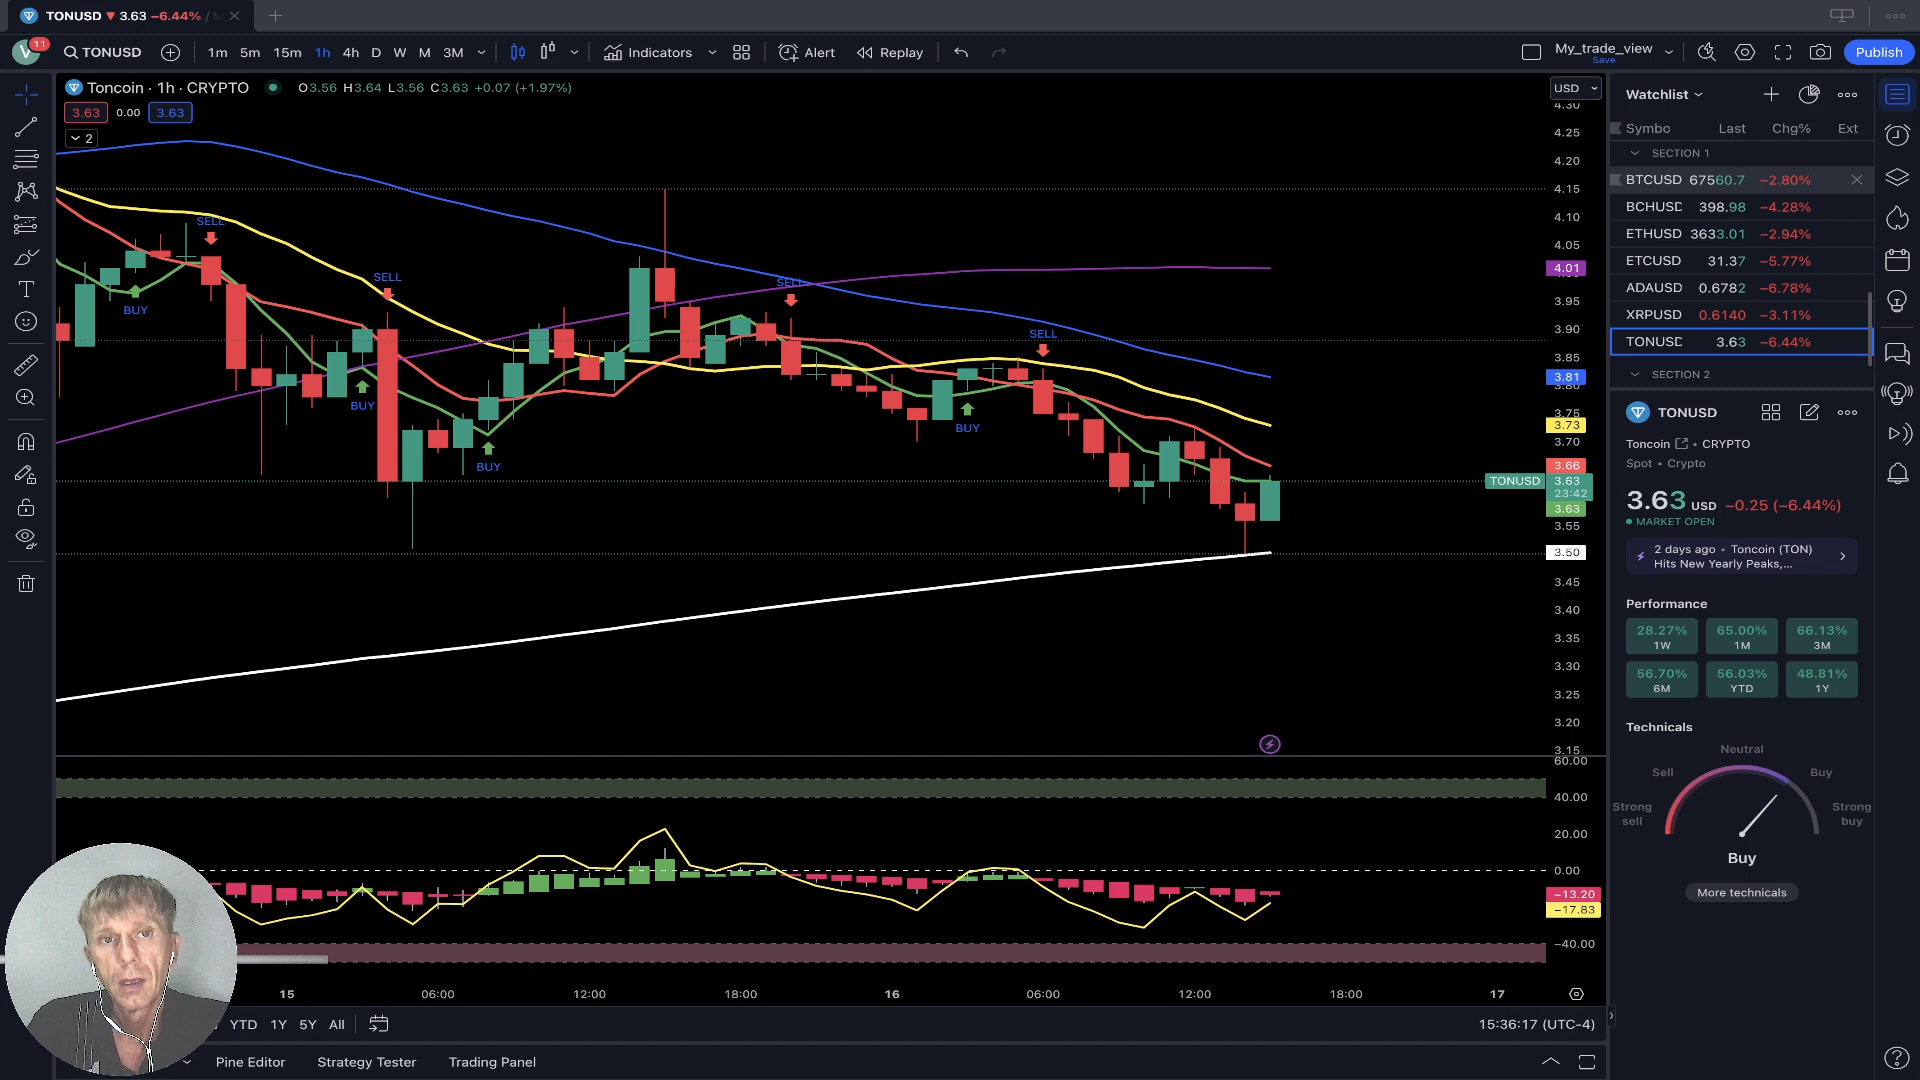 TONUSD ▼ 3.63 −6.44% /
V 11 TONUSD 1m 5m 15m 1h 4h D W M 3M Indicators Alert Replay My_trade_view Save Publish
Toncoin · 1h · CRYPTO O3.56 H3.64 L3.56 C3.63 +0.07 (+1.97%)
3.63 0.00 3.63
2
USD
4.30
4.25
4.20
4.15
4.10
4.05
4.01
3.95
3.90
3.85
3.81
3.80
3.75
3.73
3.70
3.66
TONUSD 3.63
23:42
3.63
3.55
3.50
3.45
3.40
3.35
3.30
3.25
3.20
3.15
SELL
SELL
SELL
SELL
BUY
BUY
BUY
BUY
60.00
40.00
20.00
0.00
−13.20
−17.83
−40.00
15 06:00 12:00 18:00 16 06:00 12:00 18:00 17
YTD 1Y 5Y All
15:36:17 (UTC-4)
Pine Editor Strategy Tester Trading Panel
Watchlist
Symbo Last Chg% Ext
SECTION 1
BTCUSD 67560.7 −2.80%
BCHUSD 398.98 −4.28%
ETHUSD 3633.01 −2.94%
ETCUSD 31.37 −5.77%
ADAUSD 0.6782 −6.78%
XRPUSD 0.6140 −3.11%
TONUSD 3.63 −6.44%
SECTION 2
TONUSD
Toncoin • CRYPTO
Spot • Crypto
3.63 USD −0.25 (−6.44%)
MARKET OPEN
2 days ago • Toncoin (TON)
Hits New Yearly Peaks,...
Performance
28.27% 65.00% 66.13%
1W 1M 3M
56.70% 56.03% 48.81%
6M YTD 1Y
Technicals
Neutral
Sell Buy
Strong sell
Strong buy
Buy
More technicals